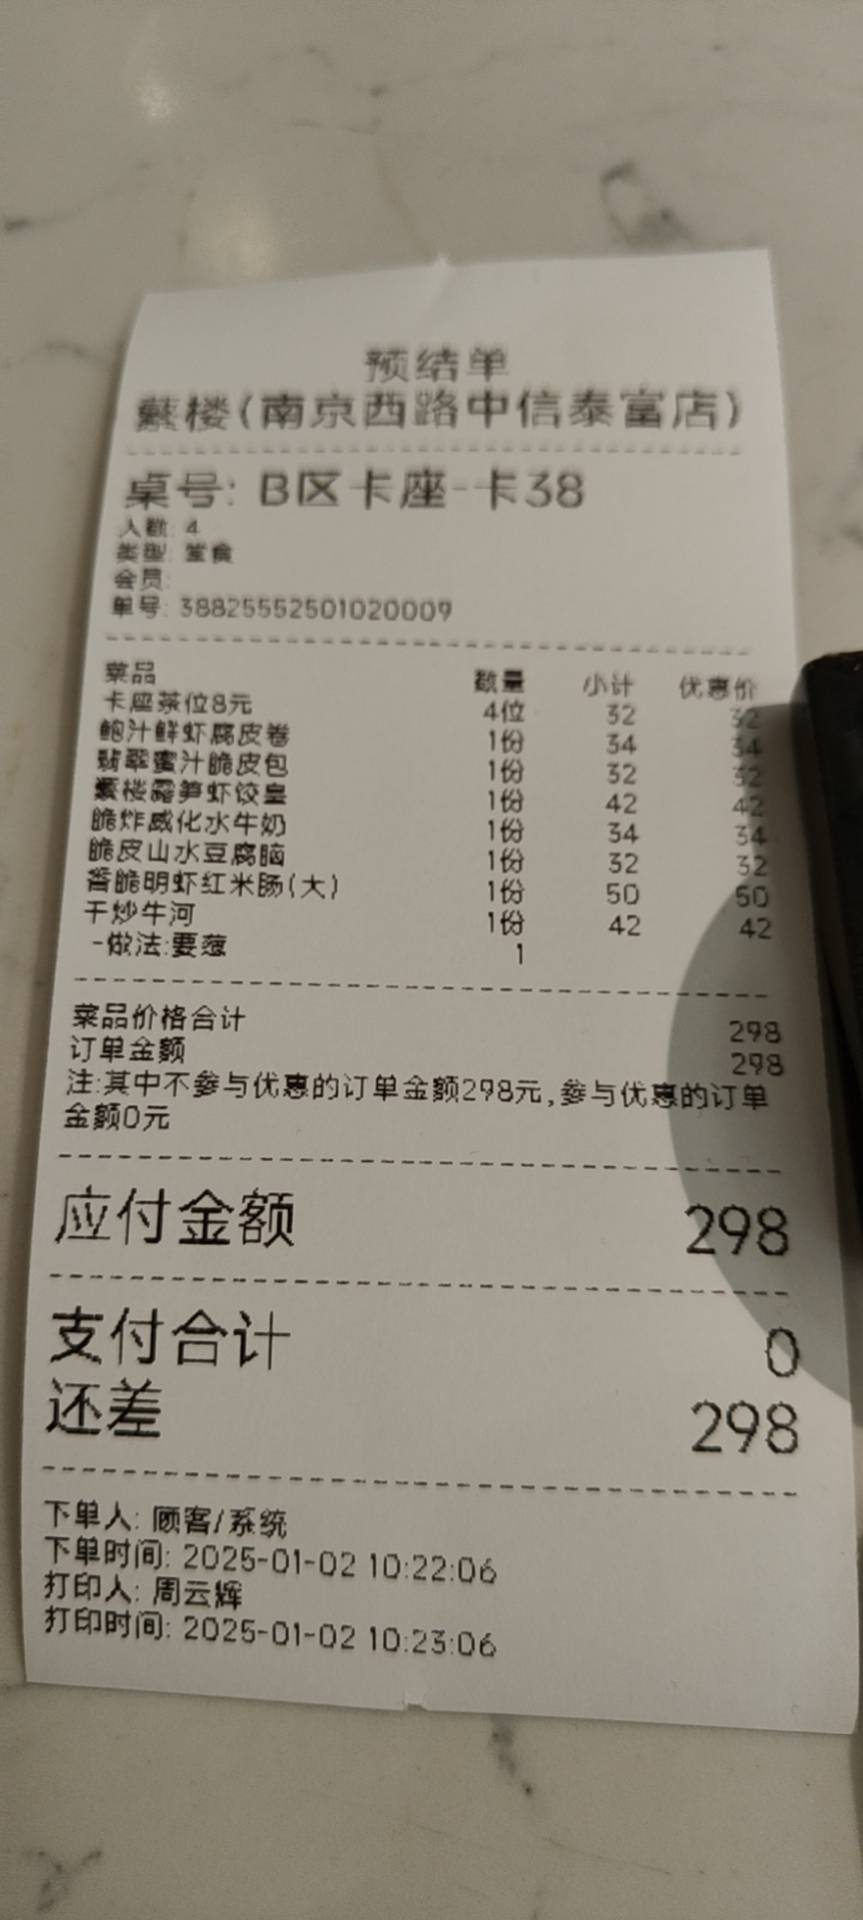 预结单
蘩楼(南京西路中信泰富店)
桌号: B区卡座-卡38
人数: 4
类型: 堂食
会员:
单号: 38825552501020009
菜品 数量 小计 优惠价
卡座茶位8元 4位 32 32
鲍汁鲜虾腐皮卷 1份 34 34
翡翠蜜汁脆皮包 1份 32 32
蘩楼露笋虾饺皇 1份 42 42
脆炸威化水牛奶 1份 34 34
脆皮山水豆腐脑 1份 32 32
香脆明虾红米肠(大) 1份 50 50
干炒牛河 1份 42 42
-做法:要葱 1
菜品价格合计 298
订单金额 298
注:其中不参与优惠的订单金额298元,参与优惠的订单
金额0元
应付金额 298
支付合计 0
还差 298
下单人: 顾客/系统
下单时间: 2025-01-02 10:22:06
打印人: 周云辉
打印时间: 2025-01-02 10:23:06